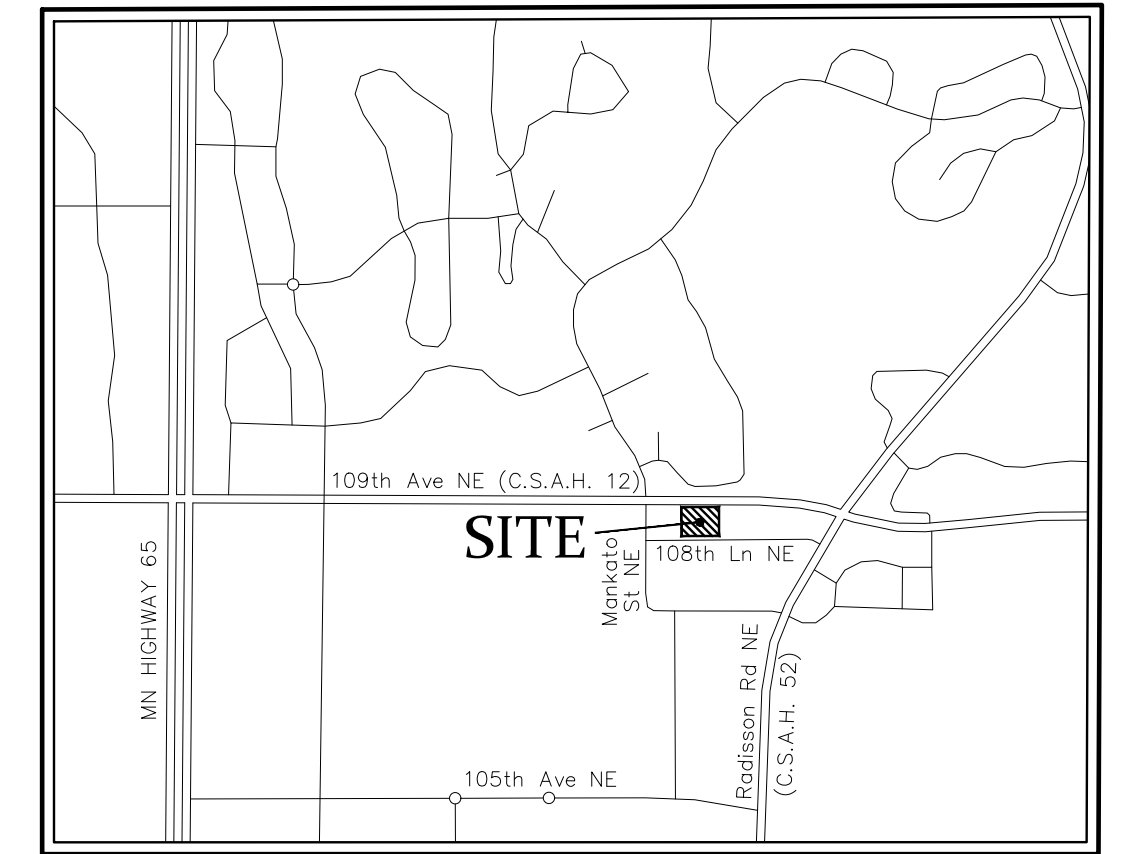 109th Ave NE (C.S.A.H. 12)
SITE
108th Ln NE
Mankato
St NE
MN HIGHWAY 65
Radisson Rd NE
(C.S.A.H. 52)
105th Ave NE